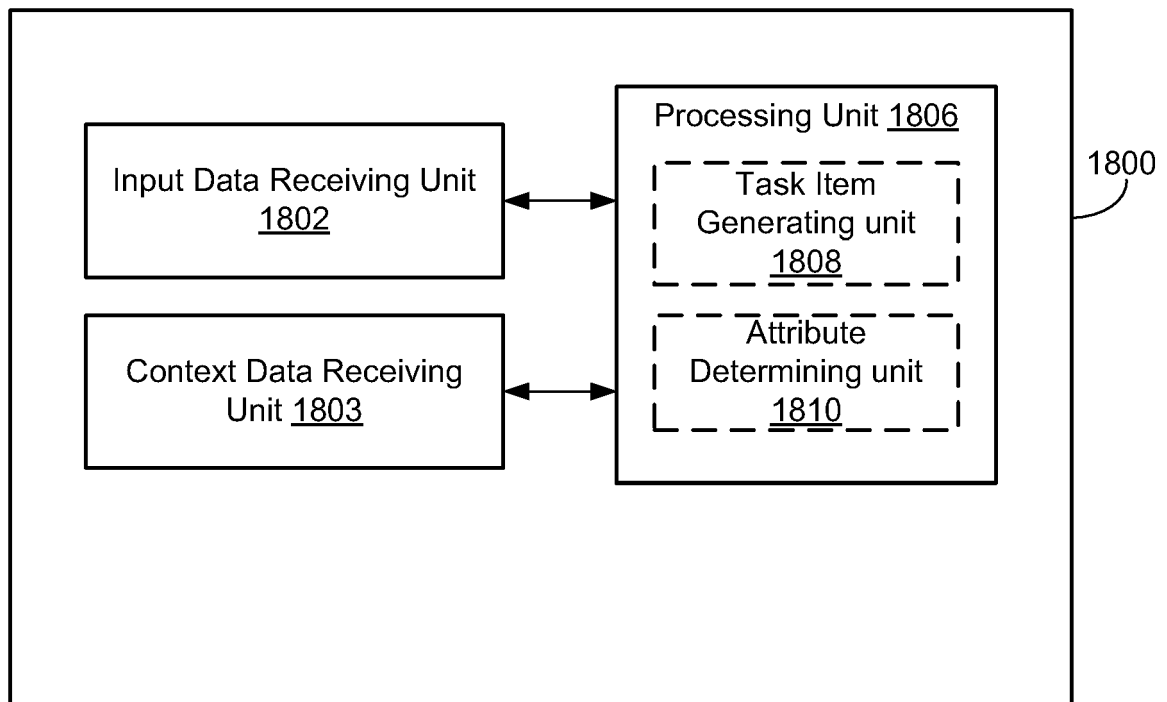 Input Data Receiving Unit
1802
Context Data Receiving
Unit 1803
Processing Unit 1806
Task Item
Generating unit
1808
Attribute
Determining unit
1810
1800